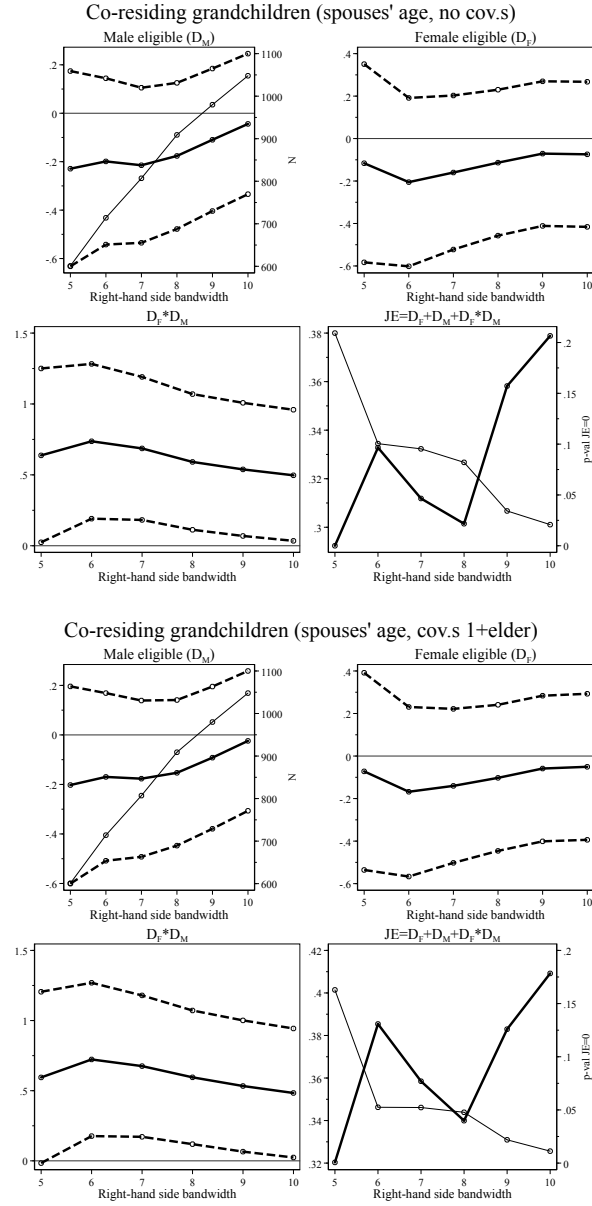 Co-residing grandchildren (spouses' age, no cov.s)
Male eligible (D_M)
.2
0
-.2
-.4
-.6
1100
1000
900
800
700
600
N
5 6 7 8 9 10
Right-hand side bandwidth
Female eligible (D_F)
.4
.2
0
-.2
-.4
-.6
5 6 7 8 9 10
Right-hand side bandwidth
D_F*D_M
1.5
1
.5
0
5 6 7 8 9 10
Right-hand side bandwidth
JE=D_F+D_M+D_F*D_M
.38
.36
.34
.32
.3
.2
.15
.1
.05
0
p-val JE=0
5 6 7 8 9 10
Right-hand side bandwidth
Co-residing grandchildren (spouses' age, cov.s 1+elder)
Male eligible (D_M)
.2
0
-.2
-.4
-.6
1100
1000
900
800
700
600
N
5 6 7 8 9 10
Right-hand side bandwidth
Female eligible (D_F)
.4
.2
0
-.2
-.4
-.6
5 6 7 8 9 10
Right-hand side bandwidth
D_F*D_M
1.5
1
.5
0
5 6 7 8 9 10
Right-hand side bandwidth
JE=D_F+D_M+D_F*D_M
.42
.4
.38
.36
.34
.32
.2
.15
.1
.05
0
p-val JE=0
5 6 7 8 9 10
Right-hand side bandwidth